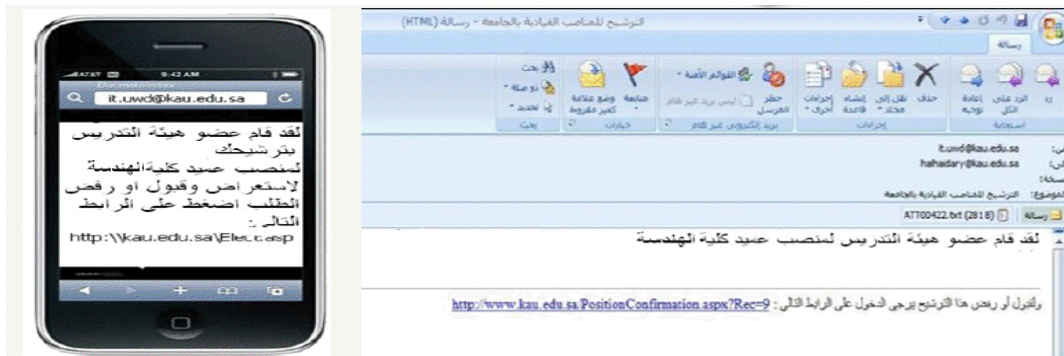 AT&T 9:42 AM
it.uwd@kau.edu.sa
لقد قام عضو هيئة التدريس
بترشيحك
لمنصب عميد كلية الهندسة
لاستعراض وقبول او رفض
الطلب اضغط على الرابط
التالي:
http:\\kau.edu.sa\Elect.asp
الترشيح للمناصب القيادية بالجامعة - رسالة (HTML)
رسالة
رد
الرد على الكل
إعادة توجيه
استجابة
حذف
نقل إلى مجلد
إنشاء قاعدة
إجراءات أخرى
إجراءات
حظر المرسل
القوائم الآمنة
ليس بريد غير هام
بريد إلكتروني غير هام
متابعة
وضع علامة كغير مقروءة
خيارات
بحث
ذو صلة
تحديد
بحث
it.uwd@kau.edu.sa
halhaidary@kau.edu.sa
الموضوع: الترشيح للمناصب القيادية بالجامعة
رسالة ATT00422.txt (281 B)
لقد قام عضو هيئة التدريس لمنصب عميد كلية الهندسة
ولقبول أو رفض هذا الترشيح يرجى الدخول على الرابط التالي : http://www.kau.edu.sa/PositionConfirmation.aspx?Rec=9